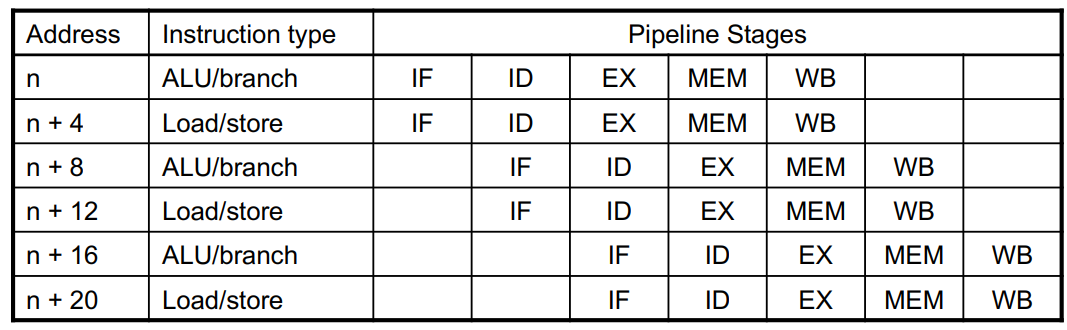 Address Instruction type Pipeline Stages
n ALU/branch IF ID EX MEM WB
n + 4 Load/store IF ID EX MEM WB
n + 8 ALU/branch IF ID EX MEM WB
n + 12 Load/store IF ID EX MEM WB
n + 16 ALU/branch IF ID EX MEM WB
n + 20 Load/store IF ID EX MEM WB